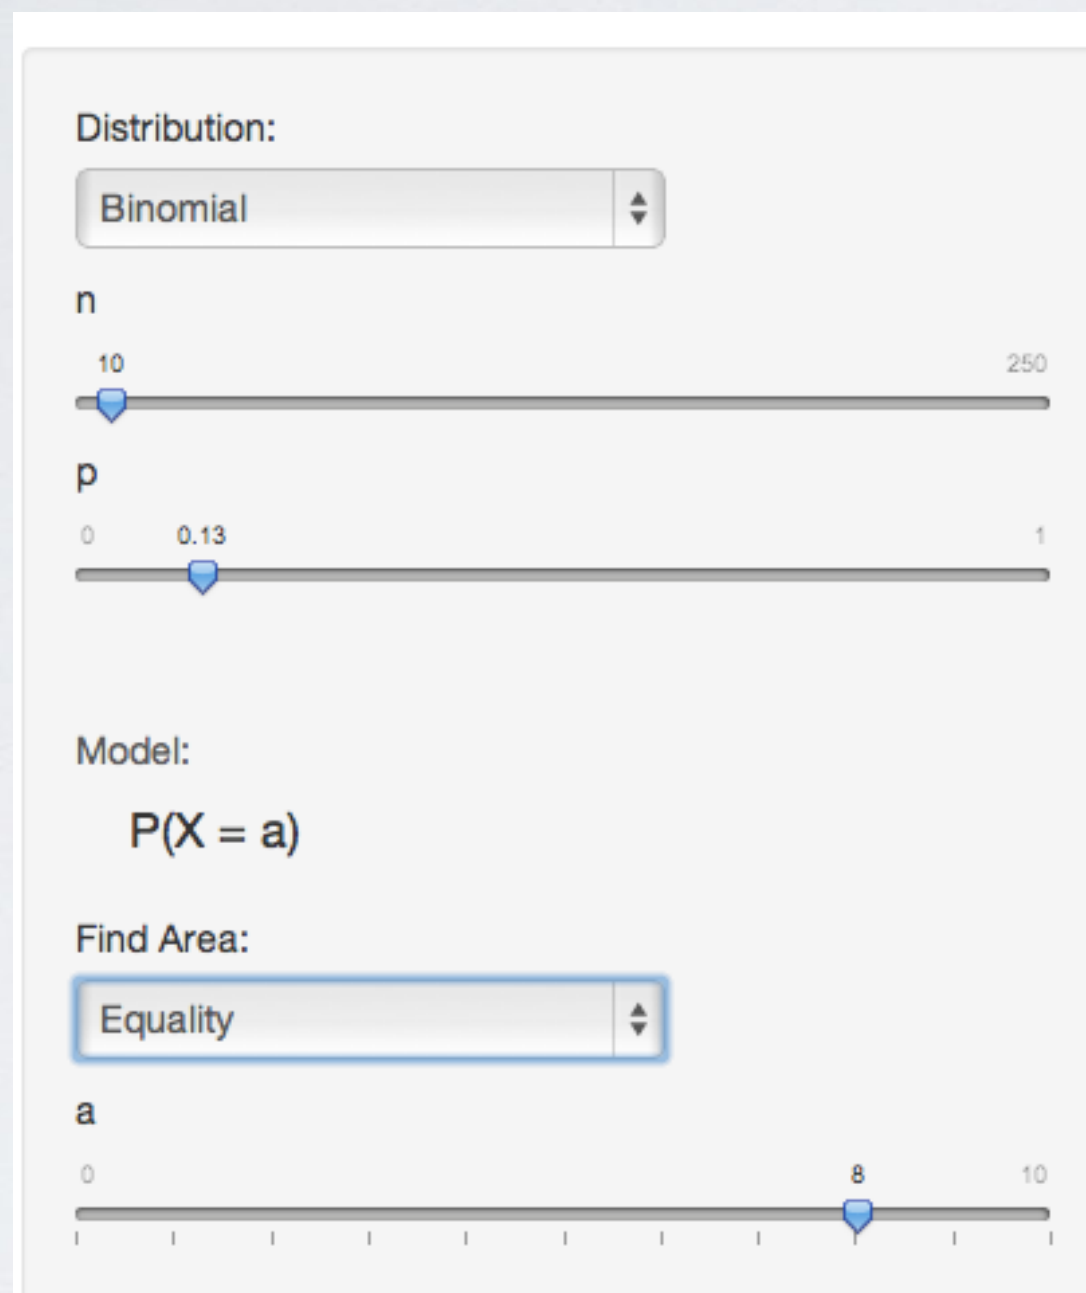 Distribution:
Binomial
n
10 250
p
0 0.13 1
Model:
P(X = a)
Find Area:
Equality
a
0 8 10